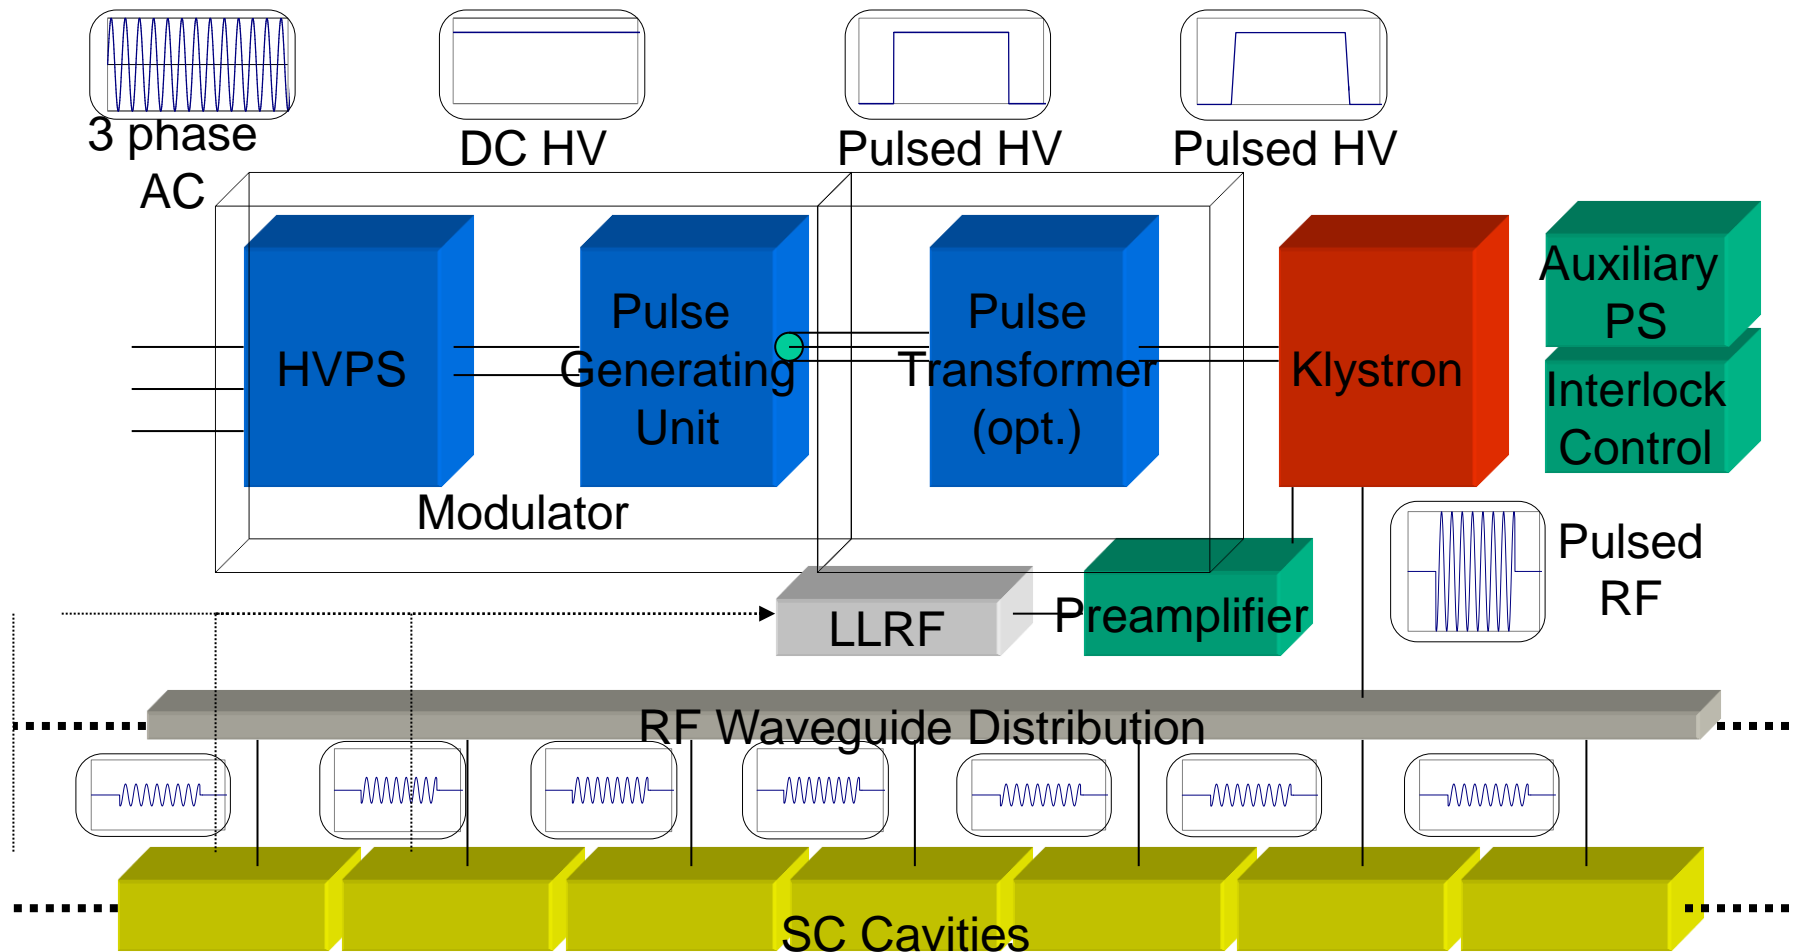 3 phase
AC
DC HV
Pulsed HV
Pulsed HV
HVPS
Pulse
Generating
Unit
Pulse
Transformer
(opt.)
Klystron
Auxiliary
PS
Interlock
Control
Modulator
Pulsed
RF
LLRF
Preamplifier
RF Waveguide Distribution
SC Cavities